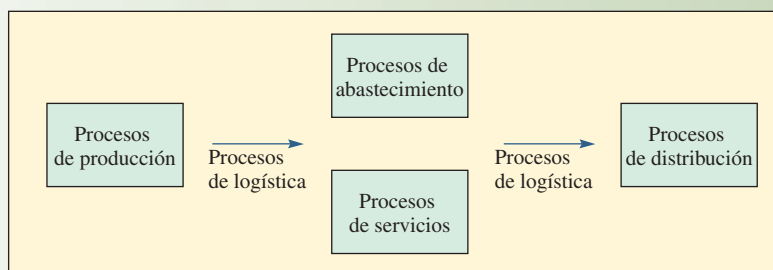 Procesos
de producción
Procesos
de logística
Procesos de
abastecimiento
Procesos
de servicios
Procesos
de logística
Procesos
de distribución